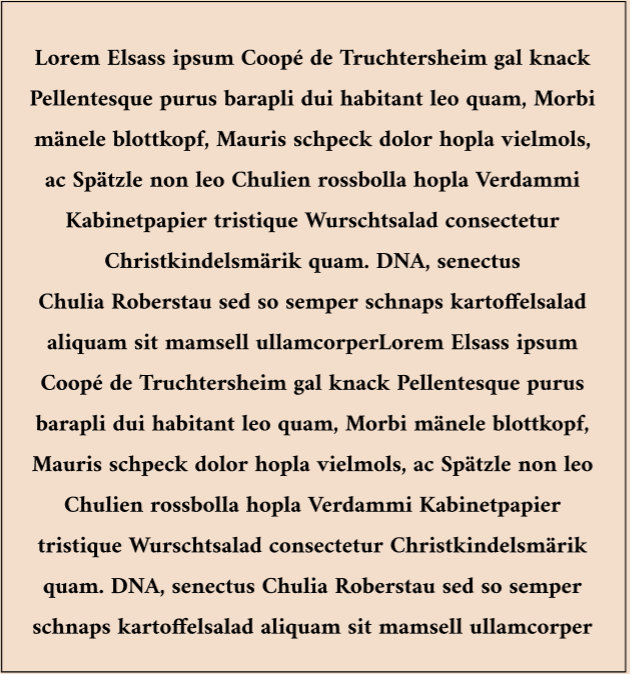 Lorem Elsass ipsum Coopé de Truchtersheim gal knack
Pellentesque purus barapli dui habitant leo quam, Morbi
mänele blottkopf, Mauris schpeck dolor hopla vielmols,
ac Spätzle non leo Chulien rossbolla hopla Verdammi
Kabinetpapier tristique Wurschtsalad consectetur
Christkindelsmärik quam. DNA, senectus
Chulia Roberstau sed so semper schnaps kartoffelsalad
aliquam sit mamsell ullamcorperLorem Elsass ipsum
Coopé de Truchtersheim gal knack Pellentesque purus
barapli dui habitant leo quam, Morbi mänele blottkopf,
Mauris schpeck dolor hopla vielmols, ac Spätzle non leo
Chulien rossbolla hopla Verdammi Kabinetpapier
tristique Wurschtsalad consectetur Christkindelsmärik
quam. DNA, senectus Chulia Roberstau sed so semper
schnaps kartoffelsalad aliquam sit mamsell ullamcorper